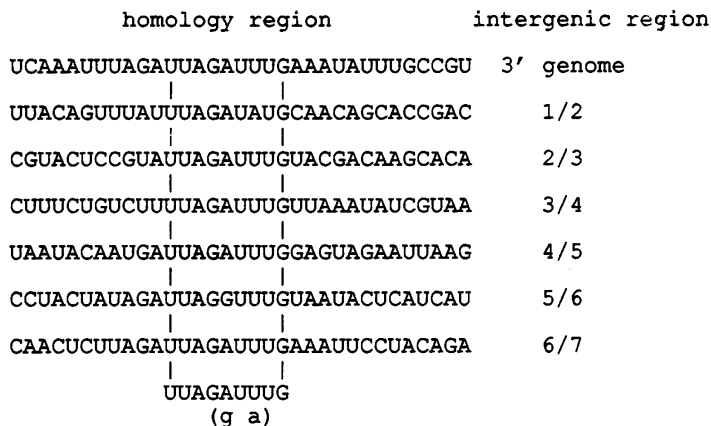 homology region intergenic region
UCAAAUUUAGAUUAGAUUUGAAAUAUUUGCCGU 3' genome
UUACAGUUUAUUUAGAUAUGCAACAGCACCGAC 1/2
CGUACUCCGUAUUAGAUUUGUACGACAAGCACA 2/3
CUUUCUGUCUUUUAGAUUUGUUAAAUAUCGUAA 3/4
UAAUACAAUGAUUAGAUUUGGAGUAGAAUUAAG 4/5
CCUACUAUAGAUUAGGUUUGUAAUACUCAUCAU 5/6
CAACUCUUAGAUUAGAUUUGAAAUUCCUACAGA 6/7
UUAGAUUUG
(g a)